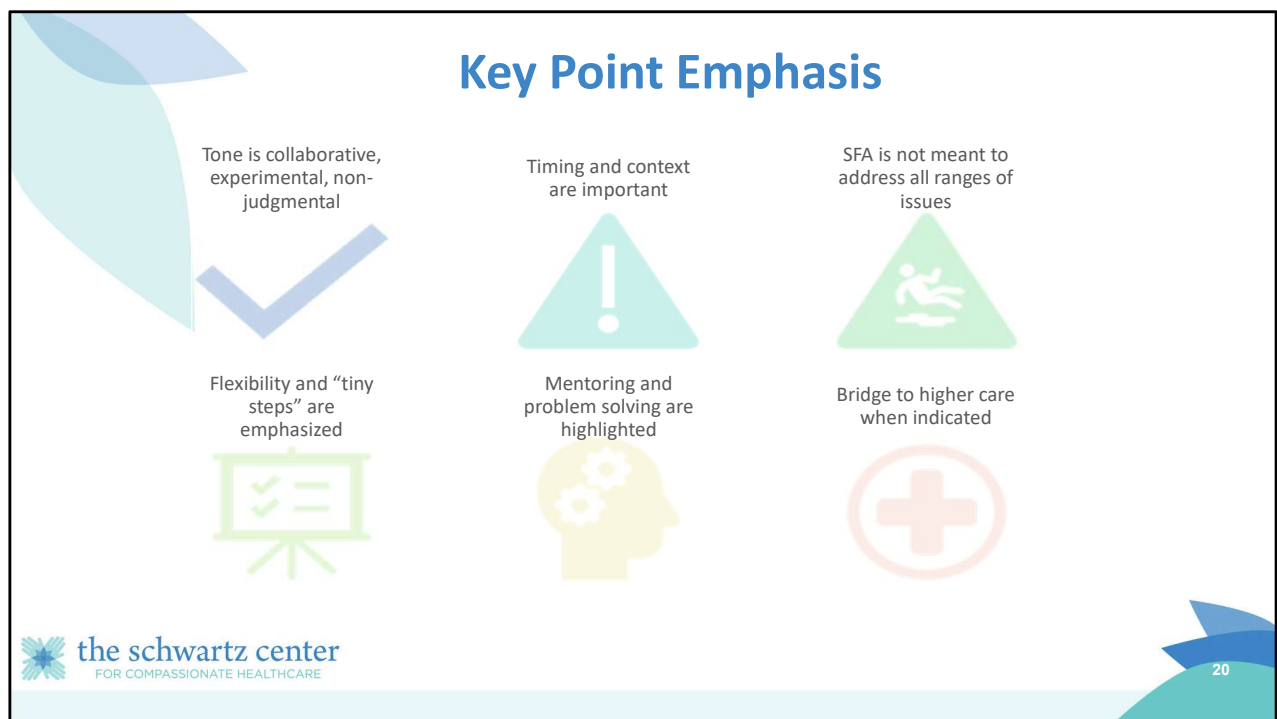 Key Point Emphasis
Tone is collaborative,
experimental, non-
judgmental
Timing and context
are important
SFA is not meant to
address all ranges of
issues
Flexibility and “tiny
steps” are
emphasized
Mentoring and
problem solving are
highlighted
Bridge to higher care
when indicated
the schwartz center
FOR COMPASSIONATE HEALTHCARE
20